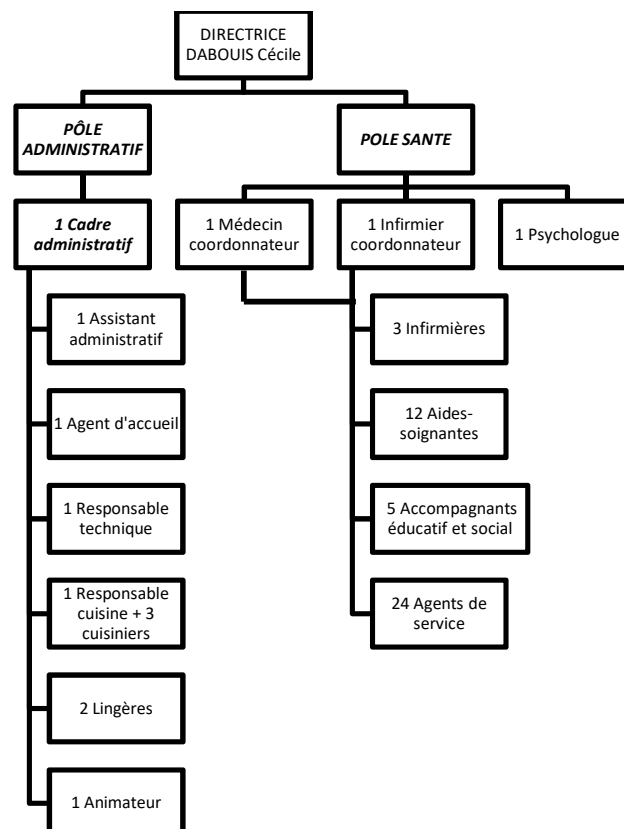 DIRECTRICE
DABOUIS Cécile
PÔLE
ADMINISTRATIF
POLE SANTE
1 Cadre
administratif
1 Médecin
coordonnateur
1 Infirmier
coordonnateur
1 Psychologue
1 Assistant
administratif
1 Agent d'accueil
1 Responsable
technique
1 Responsable
cuisine + 3
cuisiniers
2 Lingères
1 Animateur
3 Infirmières
12 Aides-
soignantes
5 Accompagnants
éducatif et social
24 Agents de
service